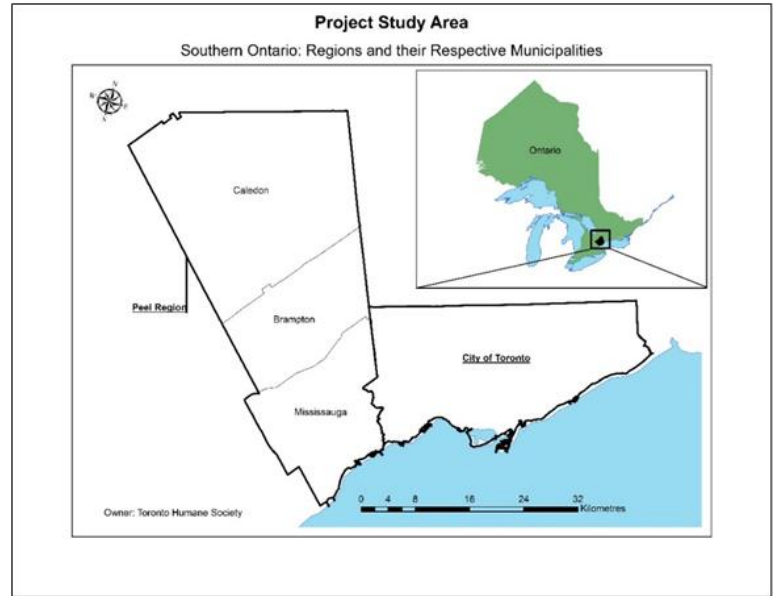 Project Study Area
Southern Ontario: Regions and their Respective Municipalities
N
W E
S
Ontario
Caledon
Peel Region
Brampton
City of Toronto
Mississauga
0 2 4 8 16 24 32
Kilometres
Owner: Toronto Humane Society